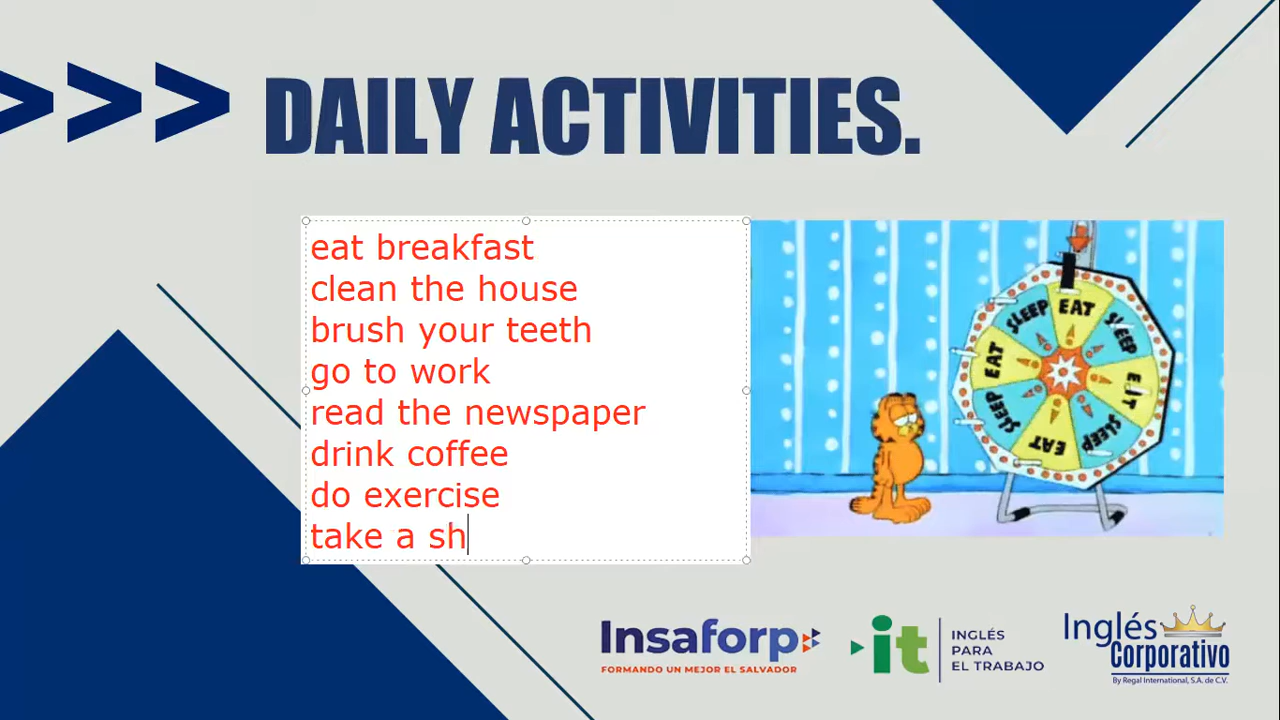 >>> DAILY ACTIVITIES.
eat breakfast
clean the house
brush your teeth
go to work
read the newspaper
drink coffee
do exercise
take a sh
EAT
SLEEP
EAT
SLEEP
EAT
SLEEP
EAT
SLEEP
Insaforp
FORMANDO UN MEJOR EL SALVADOR
it
INGLÉS
PARA
EL TRABAJO
Inglés
Corporativo
By Regal International, S.A. de C.V.